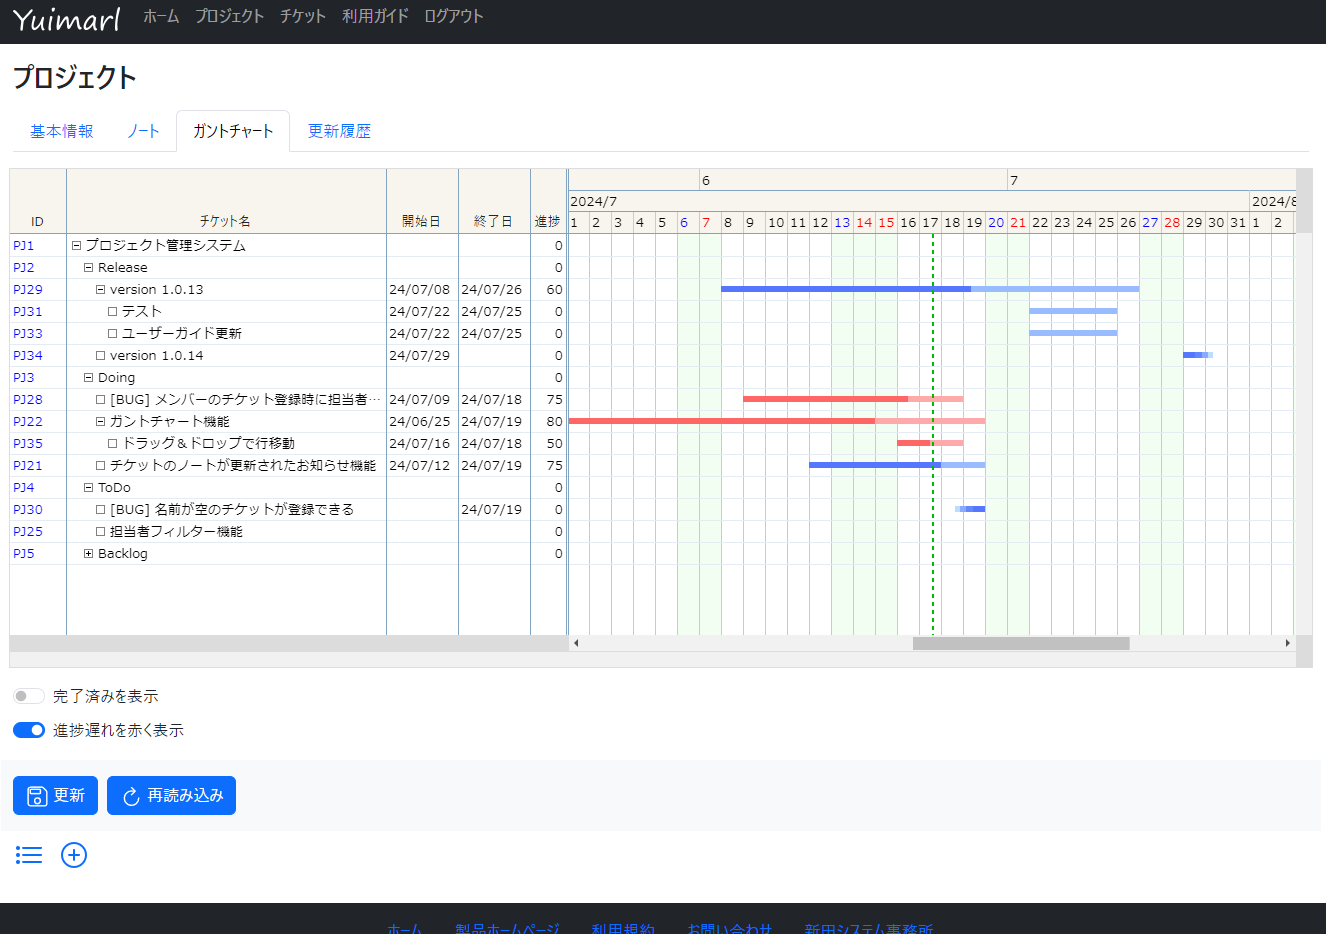 Yuimarl ホーム プロジェクト チケット 利用ガイド ログアウト
プロジェクト
基本情報 ノート ガントチャート 更新履歴
6 7
2024/7 2024/8
ID チケット名 開始日 終了日 進捗 1 2 3 4 5 6 7 8 9 10 11 12 13 14 15 16 17 18 19 20 21 22 23 24 25 26 27 28 29 30 31 1 2
PJ1 プロジェクト管理システム 0
PJ2 Release 0
PJ29 version 1.0.13 24/07/08 24/07/26 60
PJ31 テスト 24/07/22 24/07/25 0
PJ33 ユーザーガイド更新 24/07/22 24/07/25 0
PJ34 version 1.0.14 24/07/29 0
PJ3 Doing 0
PJ28 [BUG] メンバーのチケット登録時に担当者… 24/07/09 24/07/18 75
PJ22 ガントチャート機能 24/06/25 24/07/19 80
PJ35 ドラッグ＆ドロップで行移動 24/07/16 24/07/18 50
PJ21 チケットのノートが更新されたお知らせ機能 24/07/12 24/07/19 75
PJ4 ToDo 0
PJ30 [BUG] 名前が空のチケットが登録できる 24/07/19 0
PJ25 担当者フィルター機能 0
PJ5 Backlog 0
完了済みを表示
進捗遅れを赤く表示
更新 再読み込み
ホーム 製品ホームページ 利用規約 お問い合わせ 新田システム事務所